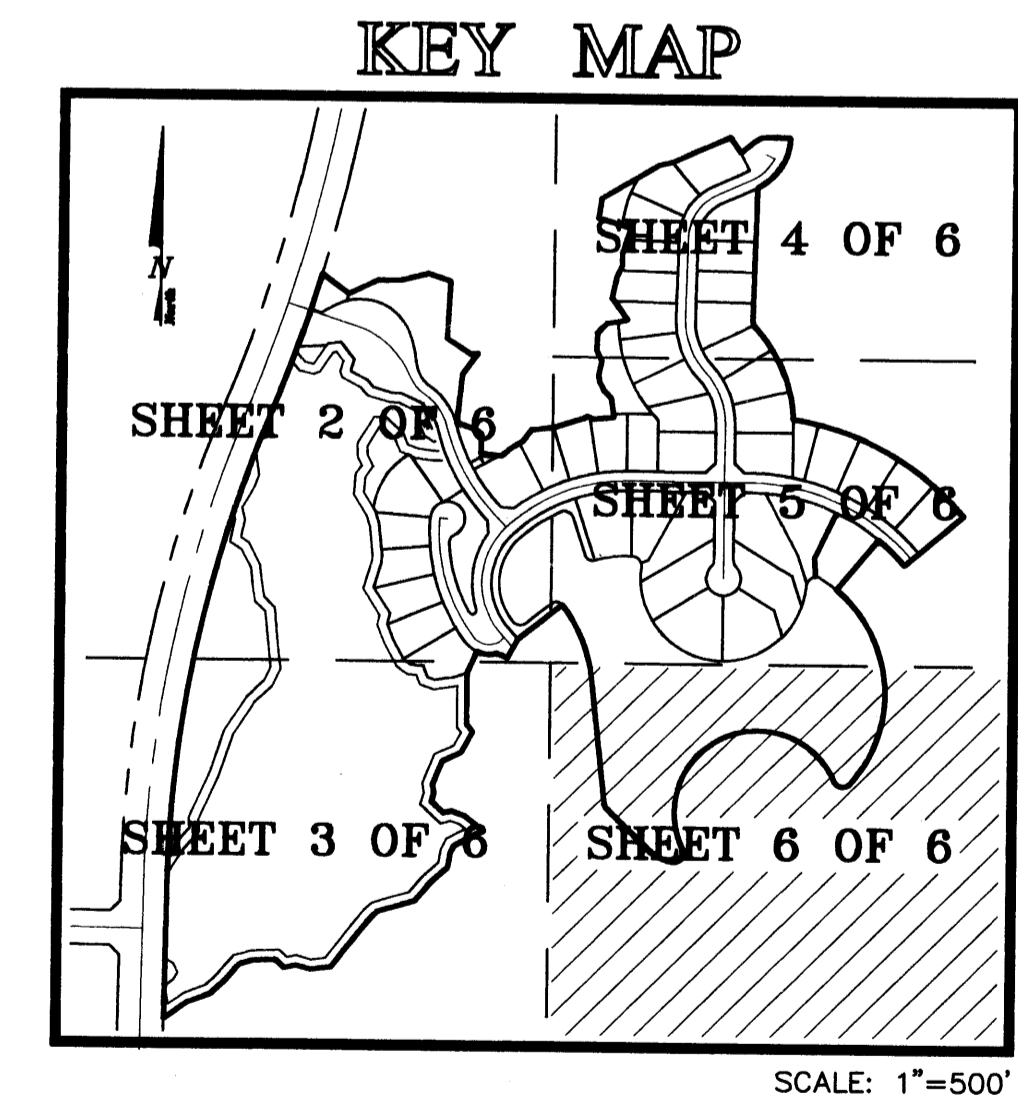 KEY MAP
SHEET 4 OF 6
N
North
SHEET 2 OF 6
SHEET 5 OF 6
SHEET 3 OF 6
SHEET 6 OF 6
SCALE: 1"=500'